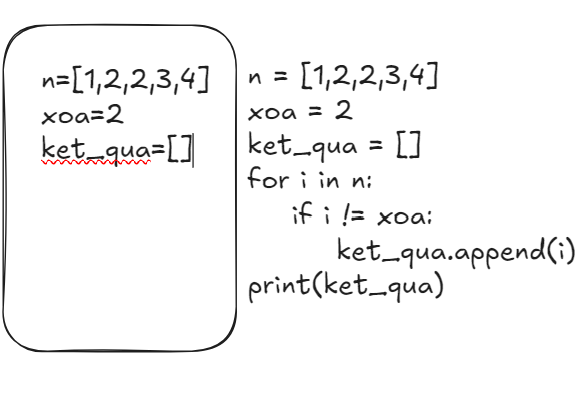 n=[1,2,2,3,4]
xoa=2
ket_qua=[]
n = [1,2,2,3,4]
xoa = 2
ket_qua = []
for i in n:
    if i != xoa:
        ket_qua.append(i)
print(ket_qua)